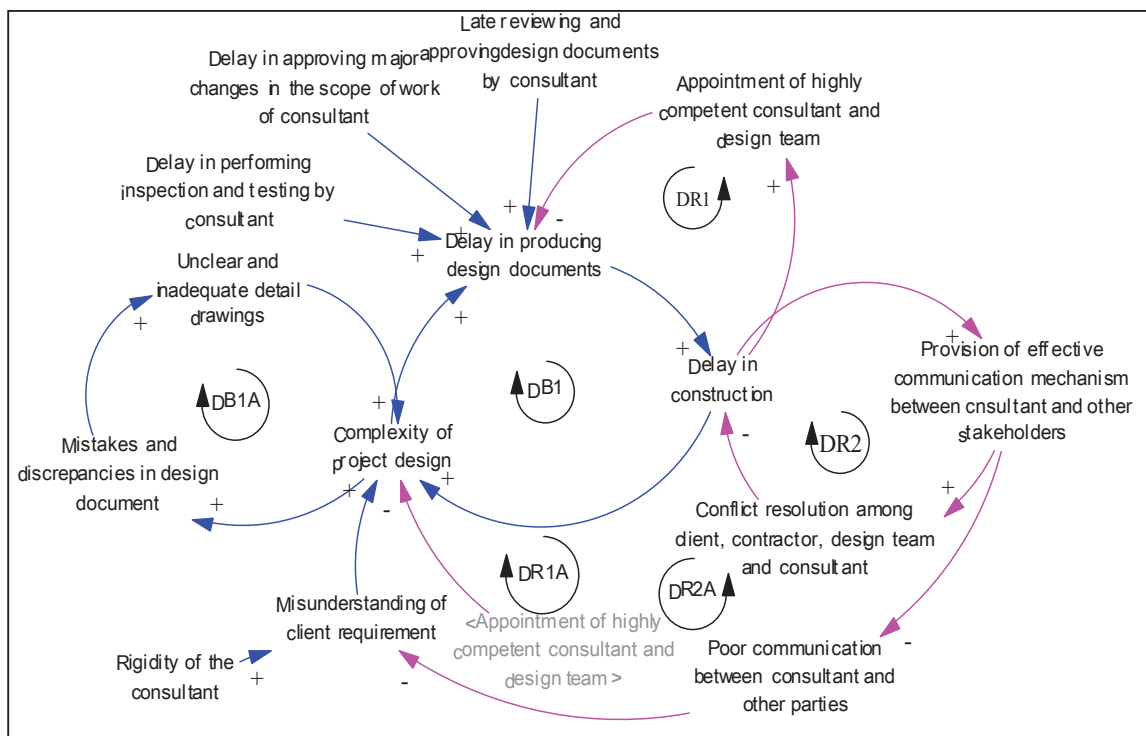 Late reviewing and
approvingdesign documents
by consultant
Delay in approving major
changes in the scope of work
of consultant
Appointment of highly
competent consultant and
design team
Delay in performing
inspection and testing by
consultant
DR1
+
+
-
+
+
Delay in producing
design documents
Unclear and
inadequate detail
drawings
+
+
+
+
Provision of effective
communication mechanism
between cnsultant and other
stakeholders
Delay in
construction
DB1A
DB1
+
-
DR2
Mistakes and
discrepancies in design
document
Complexity of
project design
+
+
+
-
+
Conflict resolution among
client, contractor, design team
and consultant
DR1A
DR2A
Misunderstanding of
client requirement
<Appointment of highly
competent consultant and
design team>
-
Poor communication
between consultant and
other parties
Rigidity of the
consultant
+
-